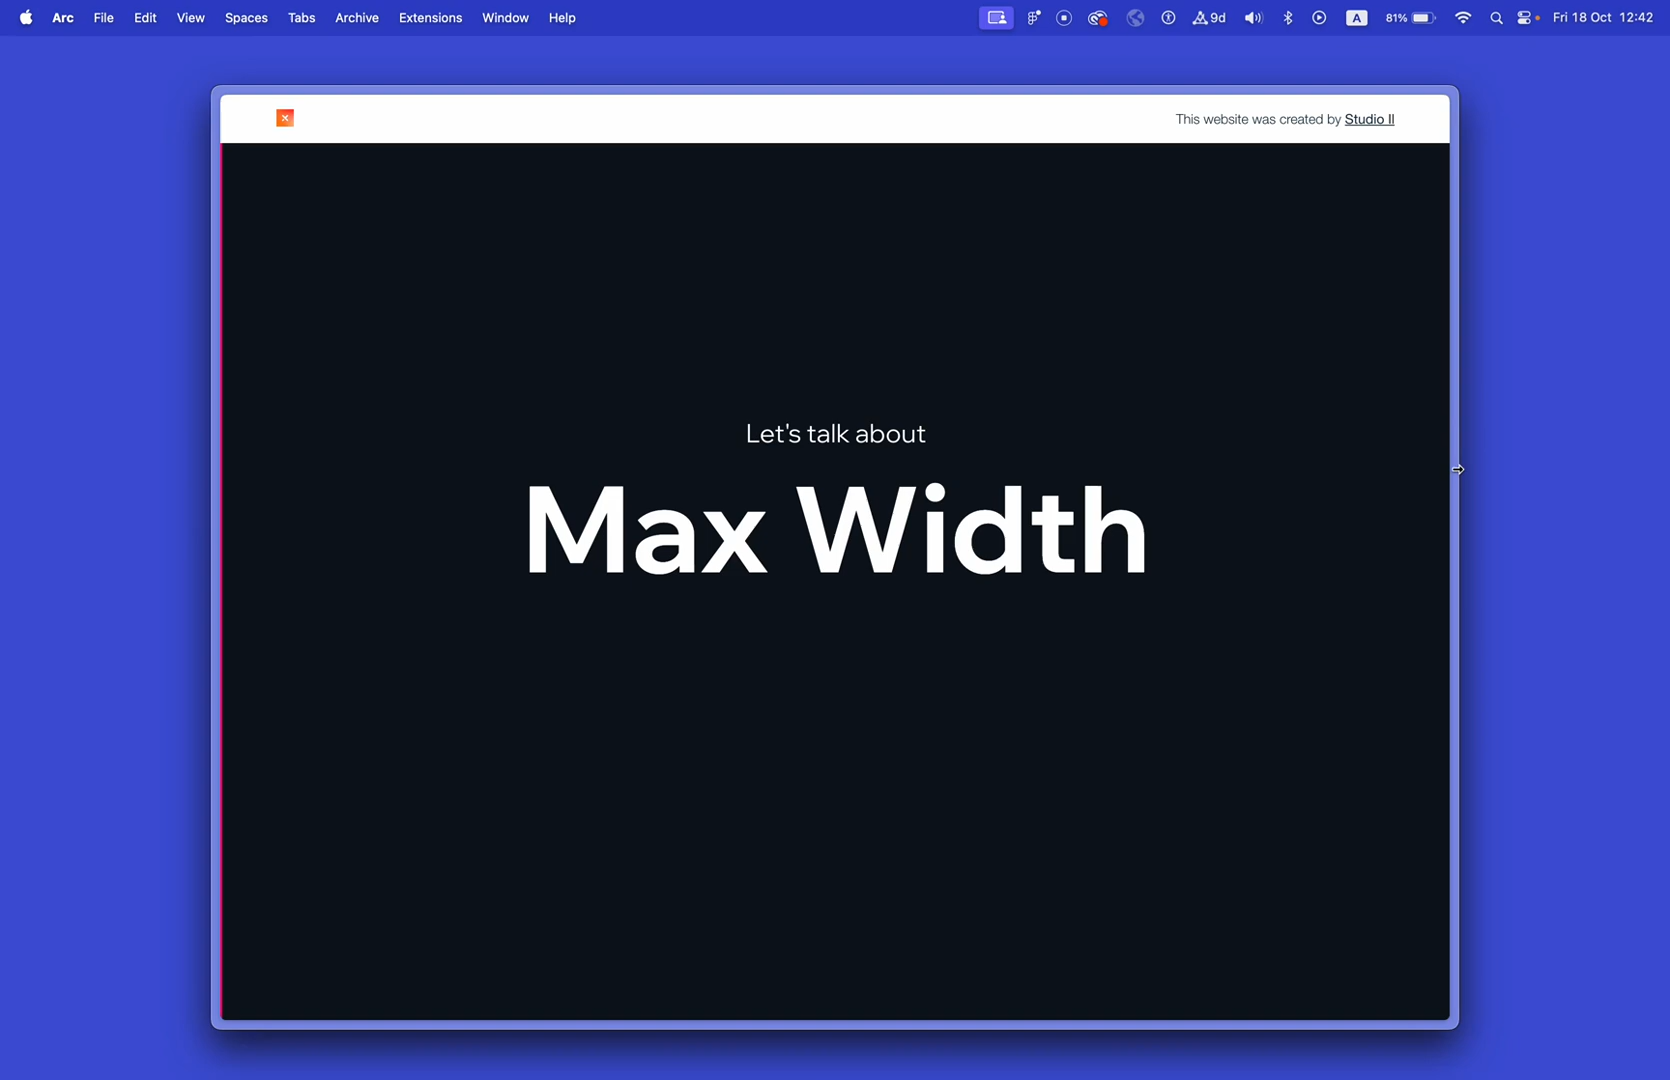 Arc File Edit View Spaces Tabs Archive Extensions Window Help 9d A 81% Fri 18 Oct 12:42
This website was created by Studio II
Let's talk about
Max Width